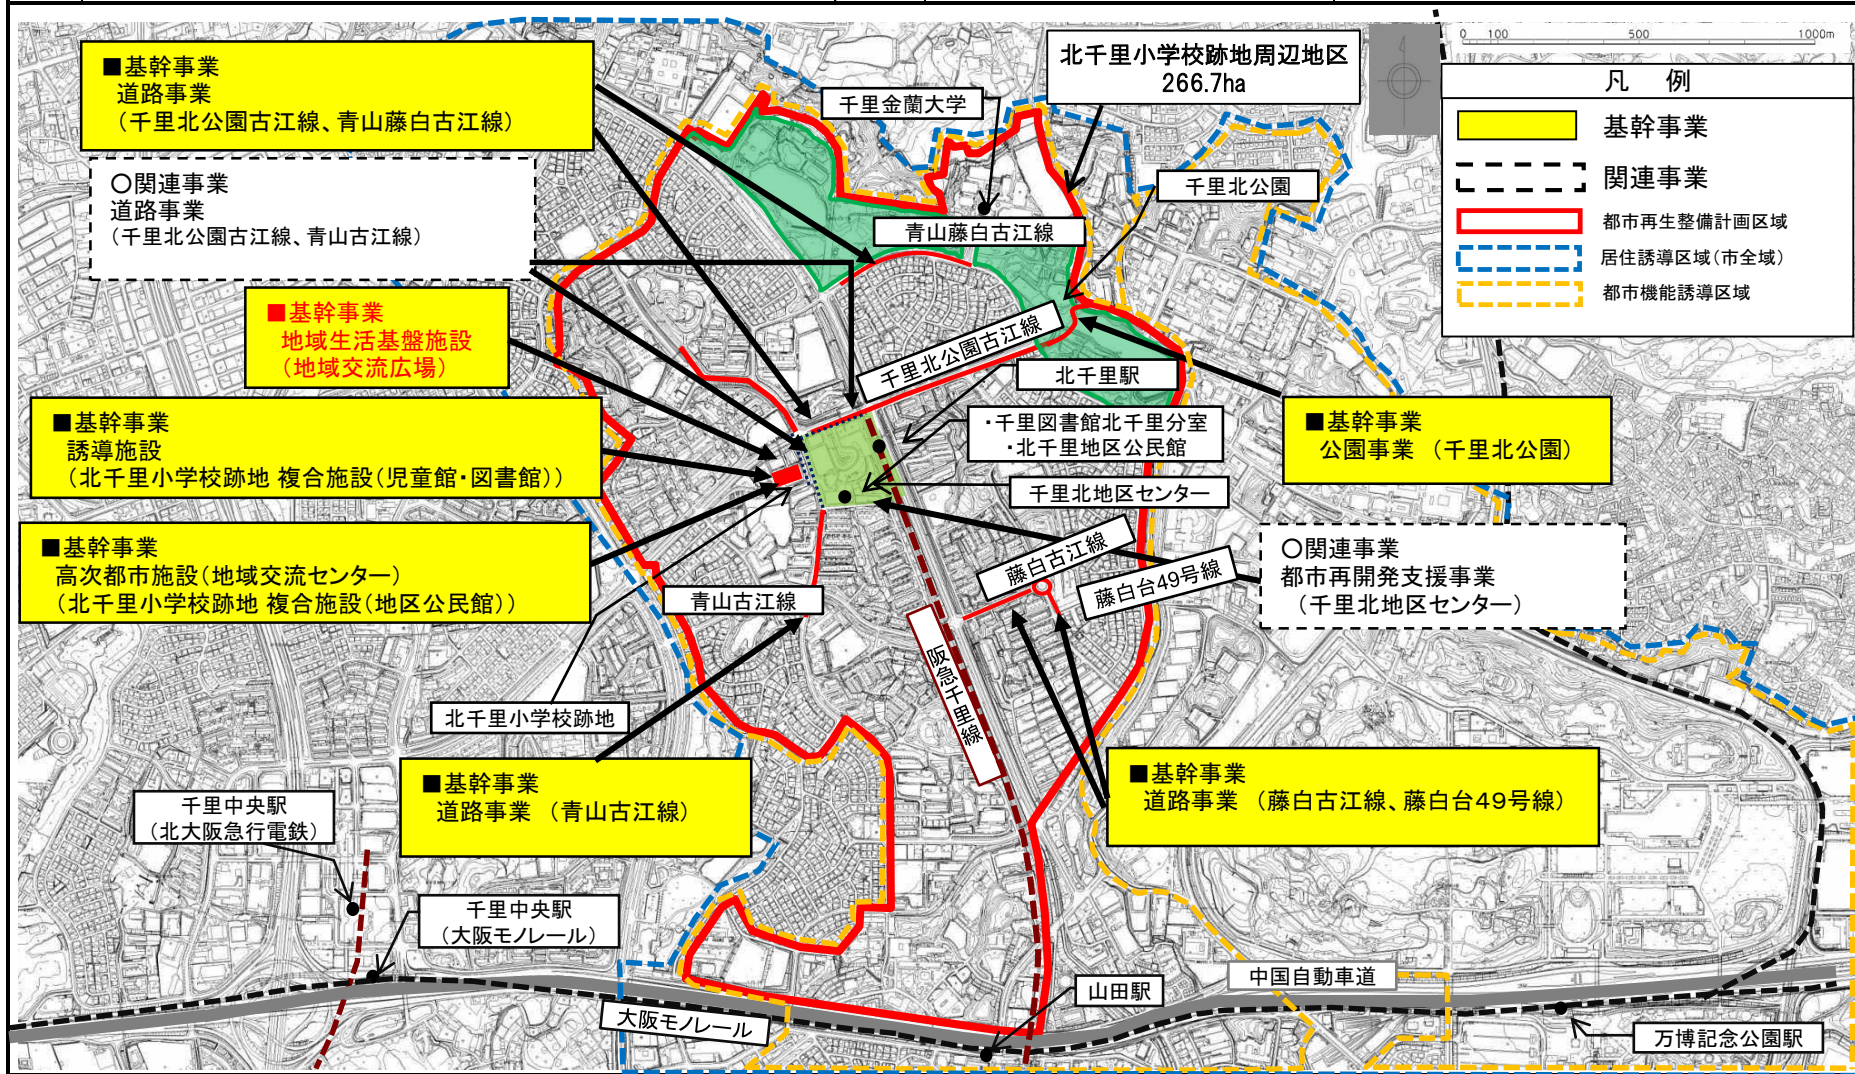 ■基幹事業
道路事業
（千里北公園古江線、青山藤白古江線）
○関連事業
道路事業
（千里北公園古江線、青山古江線）
■基幹事業
地域生活基盤施設
（地域交流広場）
■基幹事業
誘導施設
（北千里小学校跡地 複合施設（児童館・図書館））
■基幹事業
高次都市施設（地域交流センター）
（北千里小学校跡地 複合施設（地区公民館））
北千里小学校跡地周辺地区
266.7ha
千里金蘭大学
千里北公園
青山藤白古江線
千里北公園古江線
北千里駅
・千里図書館北千里分室
・北千里地区公民館
千里北地区センター
藤白古江線
藤白台49号線
青山古江線
阪急千里線
北千里小学校跡地
0 100 500 1000m
凡 例
基幹事業
関連事業
都市再生整備計画区域
居住誘導区域（市全域）
都市機能誘導区域
■基幹事業
公園事業 （千里北公園）
○関連事業
都市再開発支援事業
（千里北地区センター）
■基幹事業
道路事業 （青山古江線）
■基幹事業
道路事業 （藤白古江線、藤白台49号線）
千里中央駅
（北大阪急行電鉄）
千里中央駅
（大阪モノレール）
大阪モノレール
山田駅
中国自動車道
万博記念公園駅